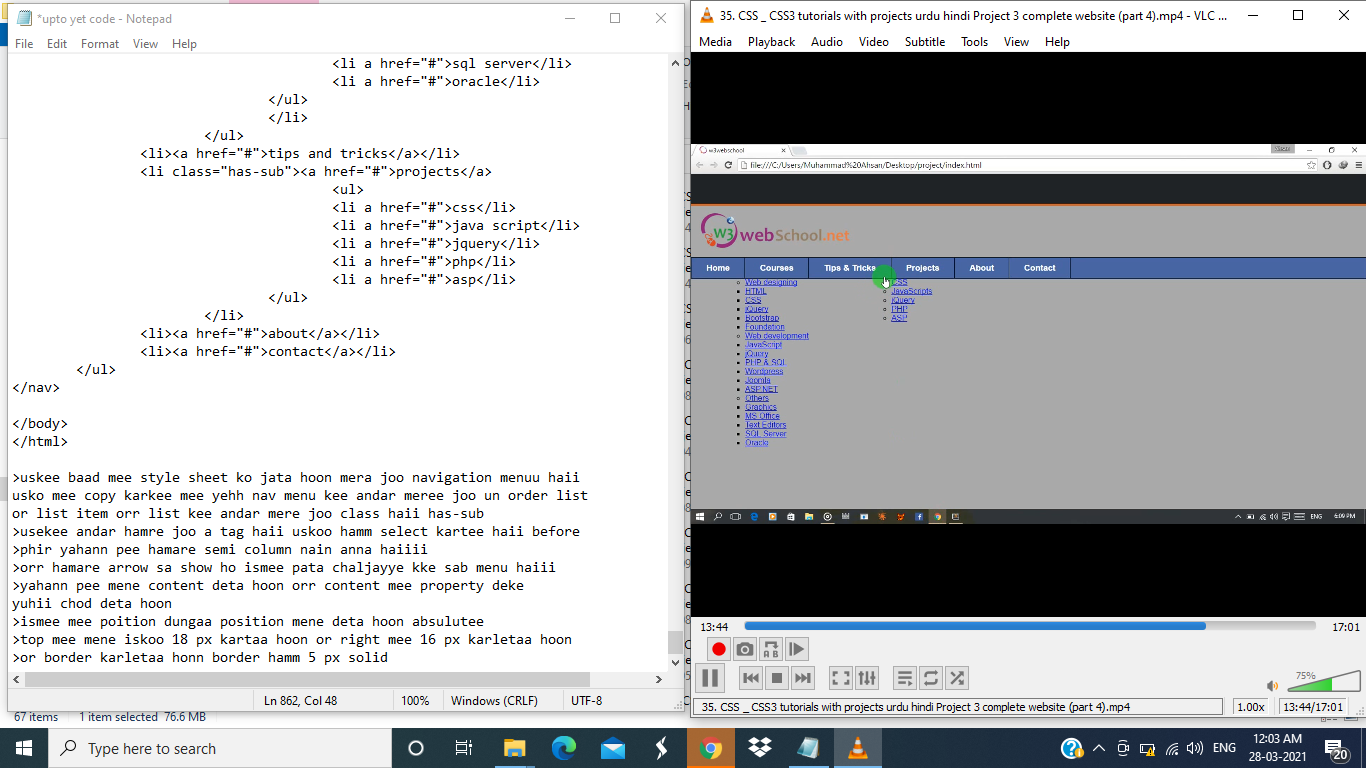 *upto yet code - Notepad
File Edit Format View Help
<li a href="#">sql server</li>
<li a href="#">oracle</li>
</ul>
</li>
</ul>
<li><a href="#">tips and tricks</a></li>
<li class="has-sub"><a href="#">projects</a>
<ul>
<li a href="#">css</li>
<li a href="#">java script</li>
<li a href="#">jquery</li>
<li a href="#">php</li>
<li a href="#">asp</li>
</ul>
</li>
<li><a href="#">about</a></li>
<li><a href="#">contact</a></li>
</ul>
</nav>
</body>
</html>
>uskee baad mee style sheet ko jata hoon mera joo navigation menuu haii
usko mee copy karkee mee yehh nav menu kee andar meree joo un order list
or list item orr list kee andar mere joo class haii has-sub
>usekee andar hamre joo a tag haii uskoo hamm select kartee haii before
>phir yahann pee hamare semi column nain anna haiiii
>orr hamare arrow sa show ho ismee pata chaljayye kke sab menu haiii
>yahann pee mene content deta hoon orr content mee property deke
yuhii chod deta hoon
>ismee mee poition dungaa position mene deta hoon absulutee
>top mee mene iskoo 18 px kartaa hoon or right mee 16 px karletaa hoon
>or border karletaa honn border hamm 5 px solid
Ln 862, Col 48 100% Windows (CRLF) UTF-8
67 items 1 item selected 76.6 MB
35. CSS _ CSS3 tutorials with projects urdu hindi Project 3 complete website (part 4).mp4 - VLC ...
Media Playback Audio Video Subtitle Tools View Help
w3webschool
file:///C:/Users/Muhammad%20Ahsan/Desktop/project/index.html
W3 webSchool.net
Home Courses Tips & Tricks Projects About Contact
Web designing
HTML
CSS
jQuery
Bootstrap
Foundation
Web development
JavaScript
jQuery
PHP & SQL
Wordpress
Joomla
ASP.NET
Others
Graphics
MS Office
Text Editors
SQL Server
Oracle
CSS
JavaScripts
jQuery
PHP
ASP
ENG 6:09 PM
13:44 17:01
75%
35. CSS _ CSS3 tutorials with projects urdu hindi Project 3 complete website (part 4).mp4 1.00x 13:44/17:01
Type here to search
ENG
12:03 AM
28-03-2021
20